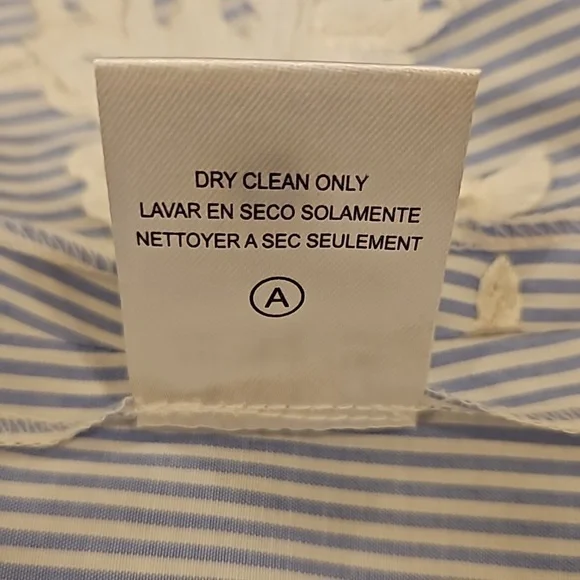 DRY CLEAN ONLY
LAVAR EN SECO SOLAMENTE
NETTOYER A SEC SEULEMENT
A